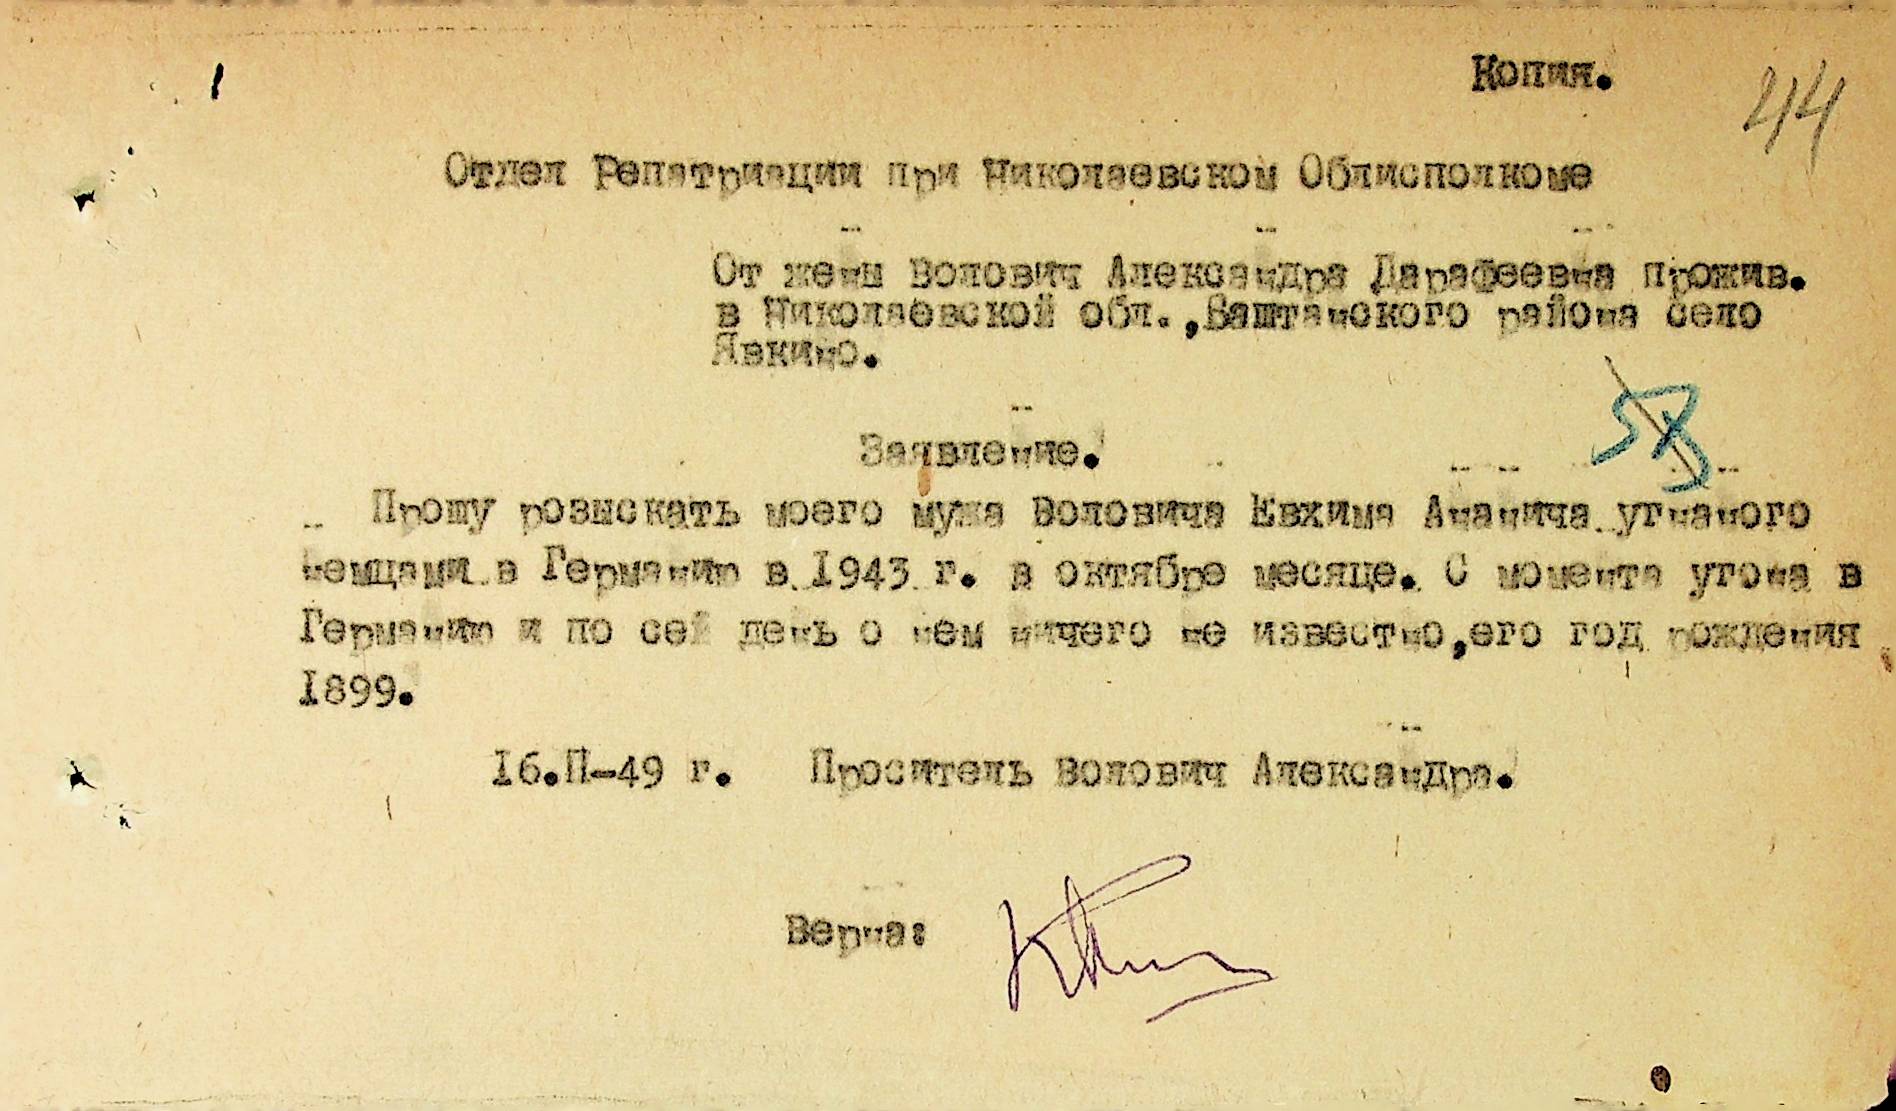 Копия.
44
Отдел Репатриации при Николаевском Облисполкоме
От жены Волович Александра Дарафеевна прожив.
в Николаевской обл.,Баштанского района село
Явкино.
Заявление.
Прошу розыскать моего мужа Воловича Евхима Ананича угнаного
немцами в Германию в 1943 г. в октябре месяце. С момента угона в
Германию и по сей день о нем ничего не известно,его год рождения
1899.
16.П-49 г. Проситель Волович Александра.
Верна: